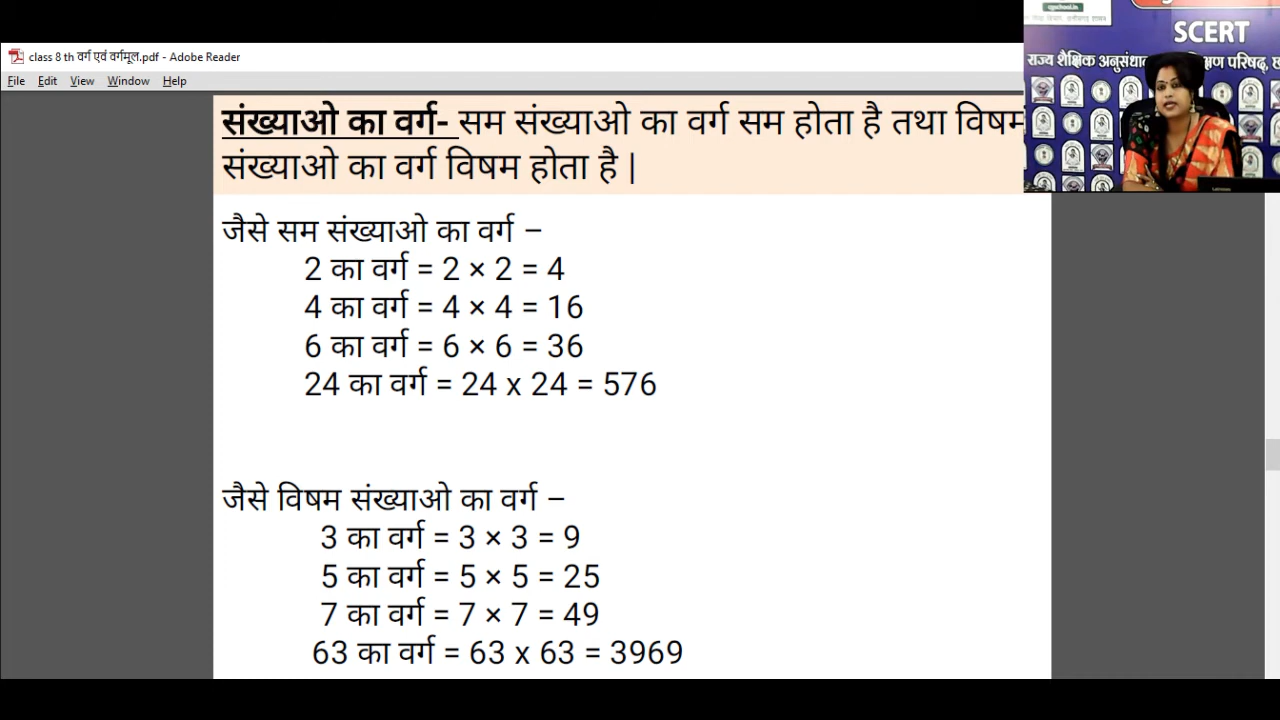 cgschool.in
SCERT
राज्य शैक्षिक अनुसंधा
class 8 th वर्ग एवं वर्गमूल.pdf - Adobe Reader
File Edit View Window Help
संख्याओ का वर्ग- सम संख्याओ का वर्ग सम होता है तथा विषम
संख्याओ का वर्ग विषम होता है |
जैसे सम संख्याओ का वर्ग –
2 का वर्ग = 2 × 2 = 4
4 का वर्ग = 4 × 4 = 16
6 का वर्ग = 6 × 6 = 36
24 का वर्ग = 24 x 24 = 576
जैसे विषम संख्याओ का वर्ग –
3 का वर्ग = 3 × 3 = 9
5 का वर्ग = 5 × 5 = 25
7 का वर्ग = 7 × 7 = 49
63 का वर्ग = 63 x 63 = 3969